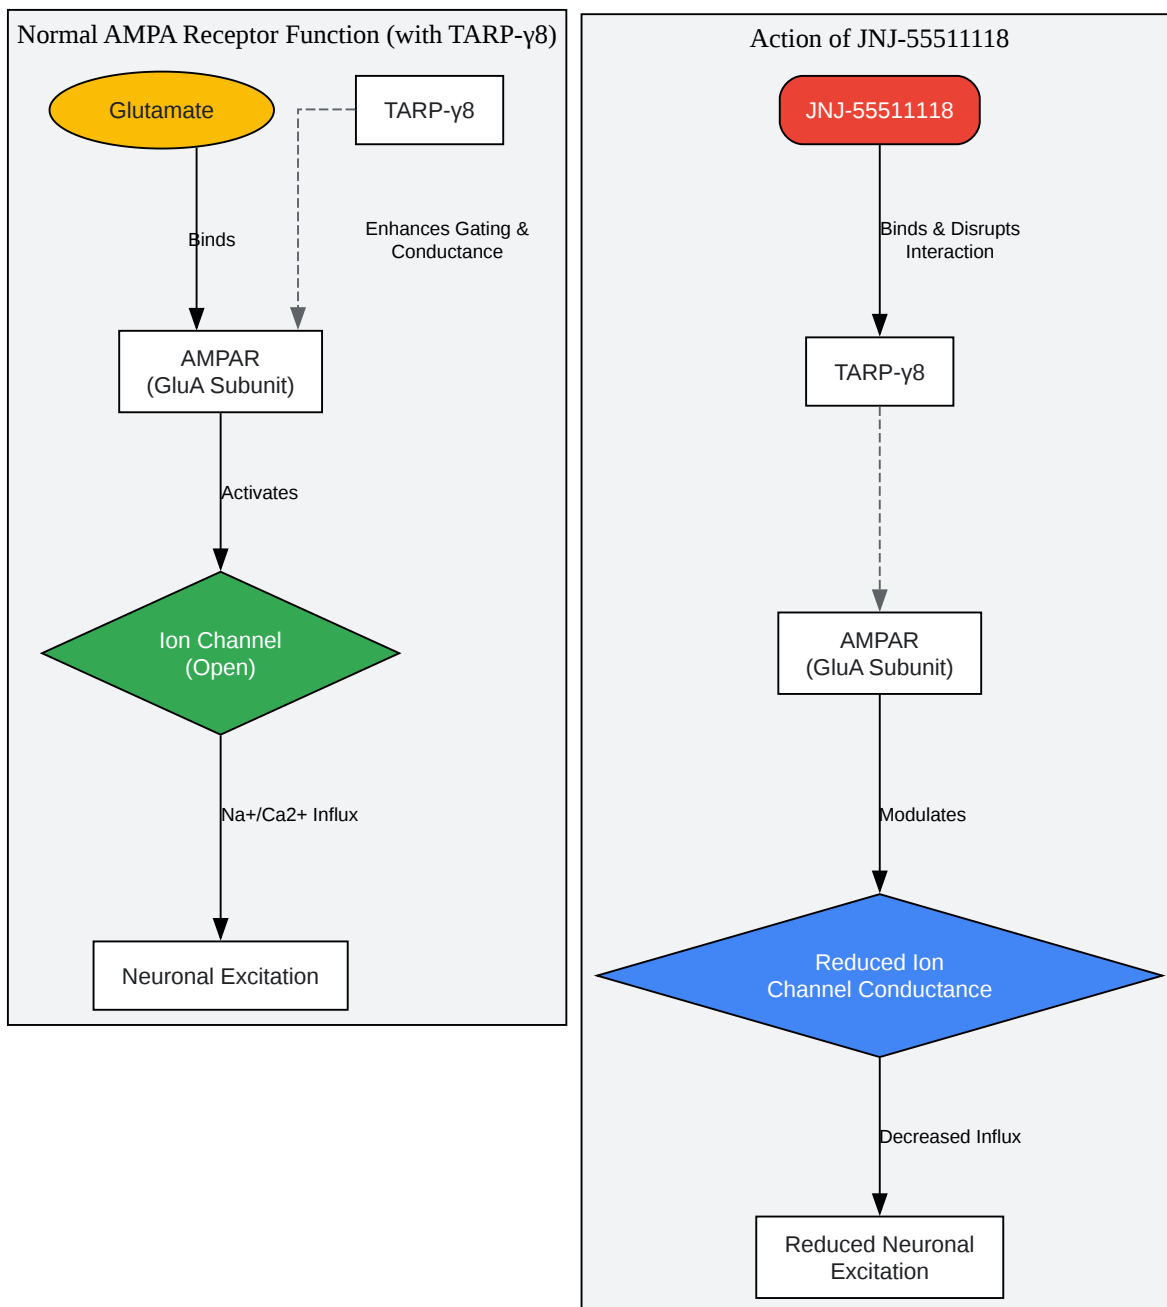 Normal AMPA Receptor Function (with TARP-γ8)
Glutamate
TARP-γ8
Binds
Enhances Gating &
Conductance
AMPAR
(GluA Subunit)
Activates
Ion Channel
(Open)
Na+/Ca2+ Influx
Neuronal Excitation
Action of JNJ-55511118
JNJ-55511118
Binds & Disrupts
Interaction
TARP-γ8
AMPAR
(GluA Subunit)
Modulates
Reduced Ion
Channel Conductance
Decreased Influx
Reduced Neuronal
Excitation